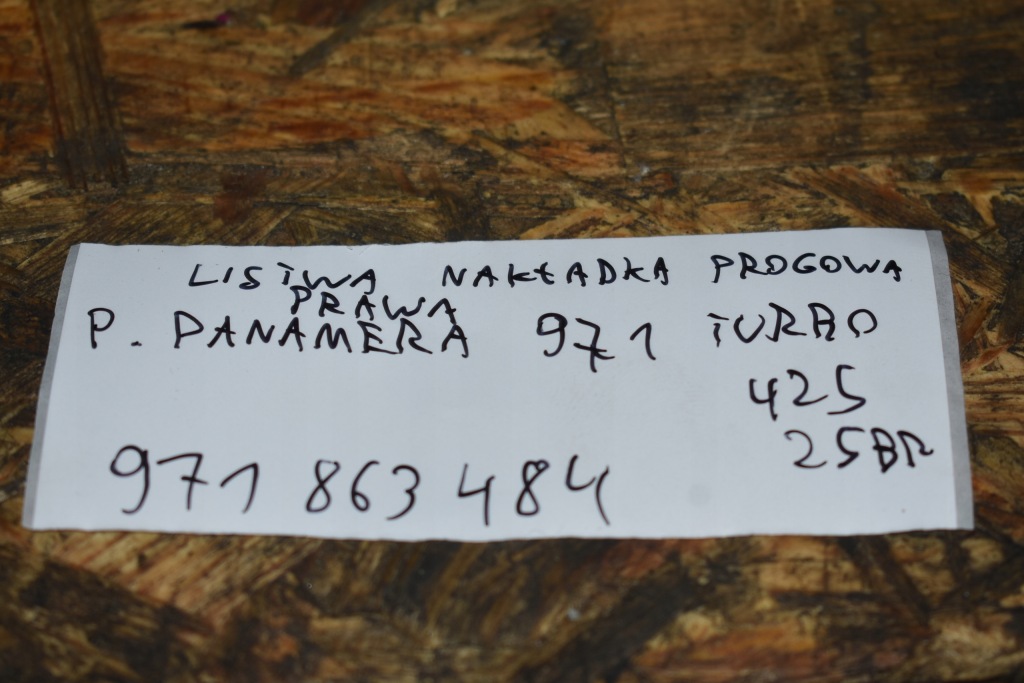 LISTWA NAKŁADKA PROGOWA
PRAWA
P. PANAMERA 971 TURBO
425
25BR
971 863 484